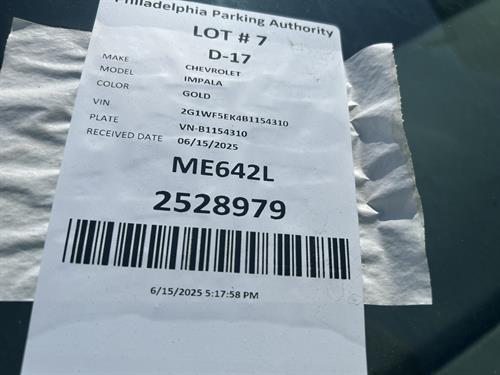 Philadelphia Parking Authority
LOT # 7
D-17
MAKE CHEVROLET
MODEL IMPALA
COLOR GOLD
VIN 2G1WF5EK4B1154310
PLATE VN-B1154310
RECEIVED DATE 06/15/2025
ME642L
2528979
6/15/2025 5:17:58 PM